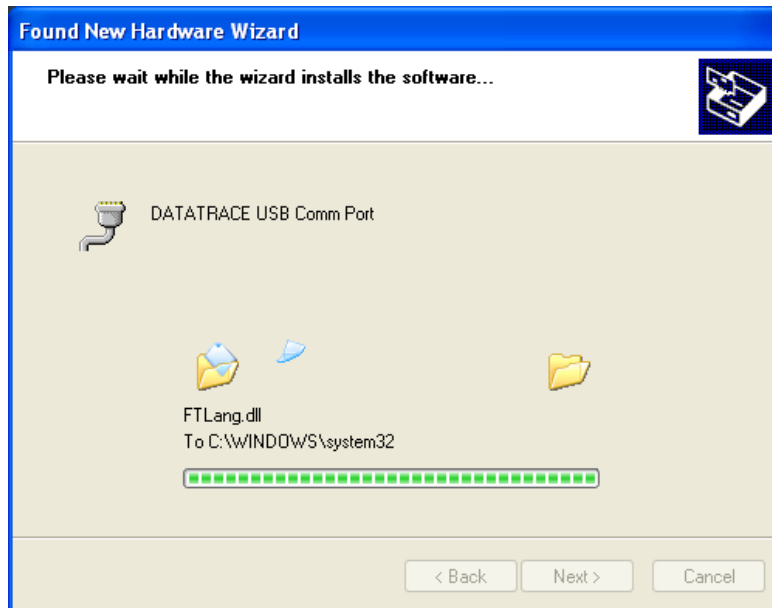 Found New Hardware Wizard
Please wait while the wizard installs the software...
DATATRACE USB Comm Port
FTLang.dll
To C:\WINDOWS\system32
< Back
Next >
Cancel